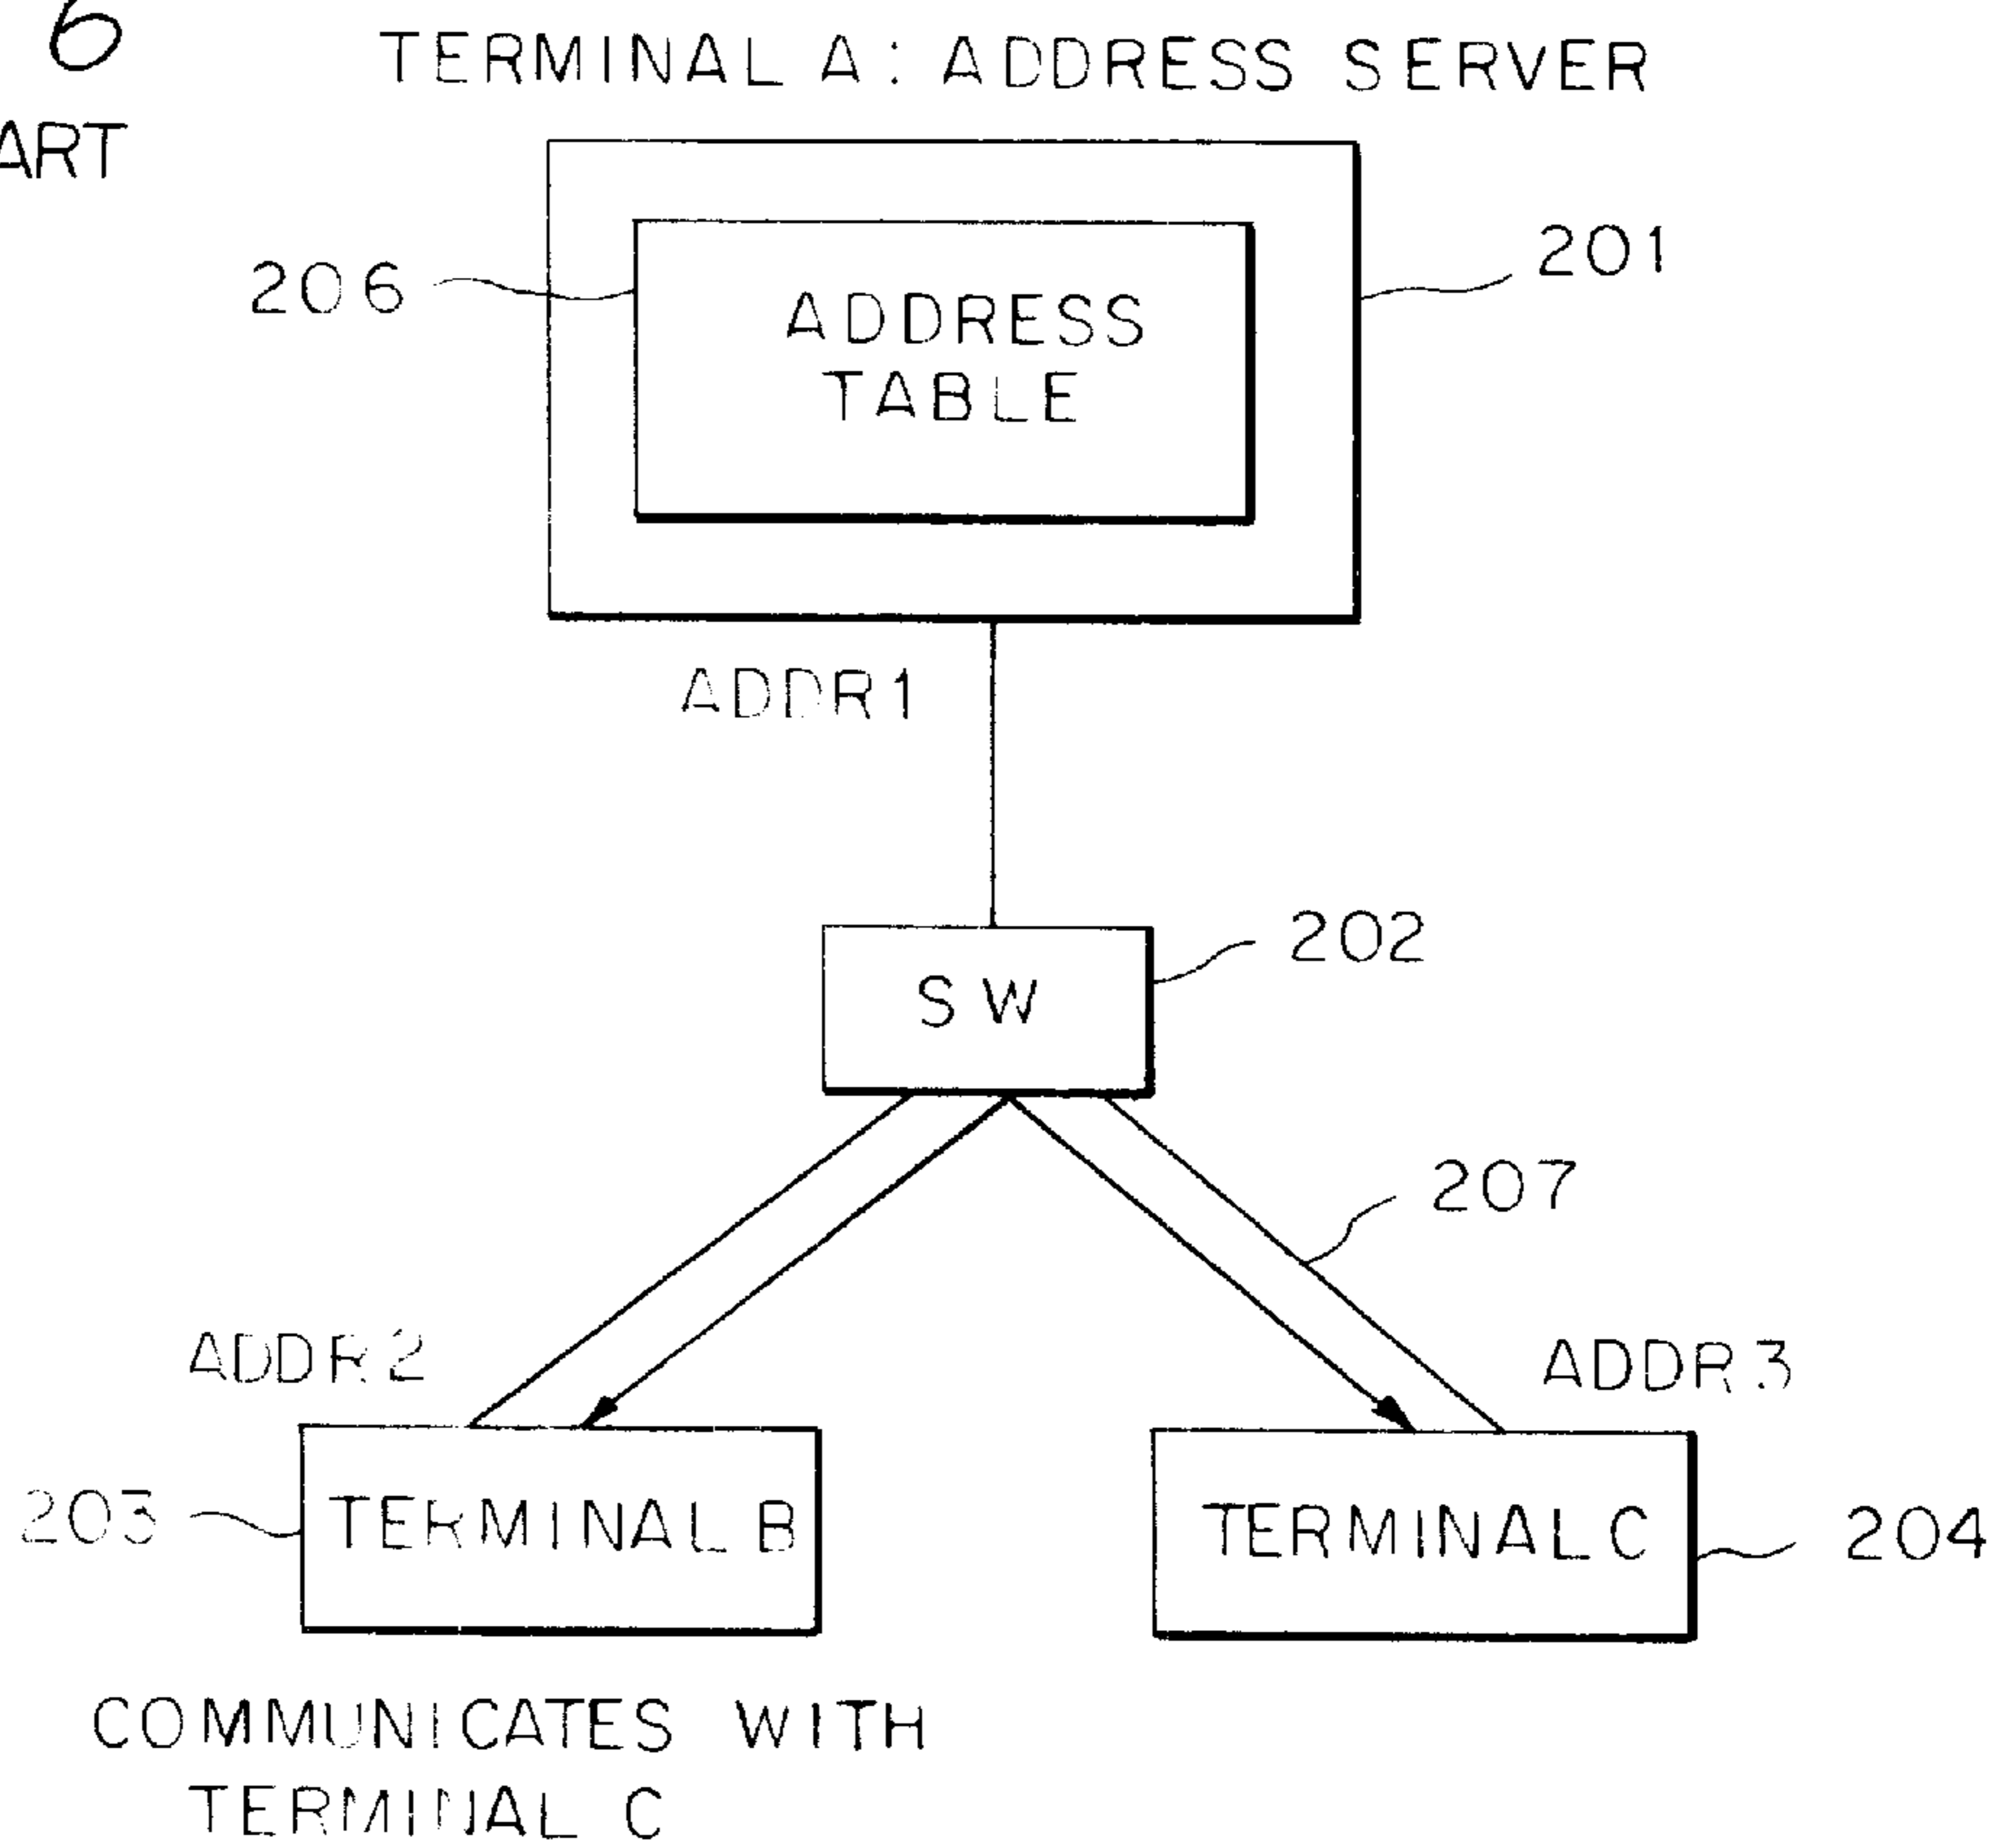 6
TERMINAL A: ADDRESS SERVER
ART
201
206
ADDRESS
TABLE
ADDR1
202
SW
207
ADDR2
ADDR3
203
TERMINAL B
TERMINAL C
204
COMMUNICATES WITH
TERMINAL C